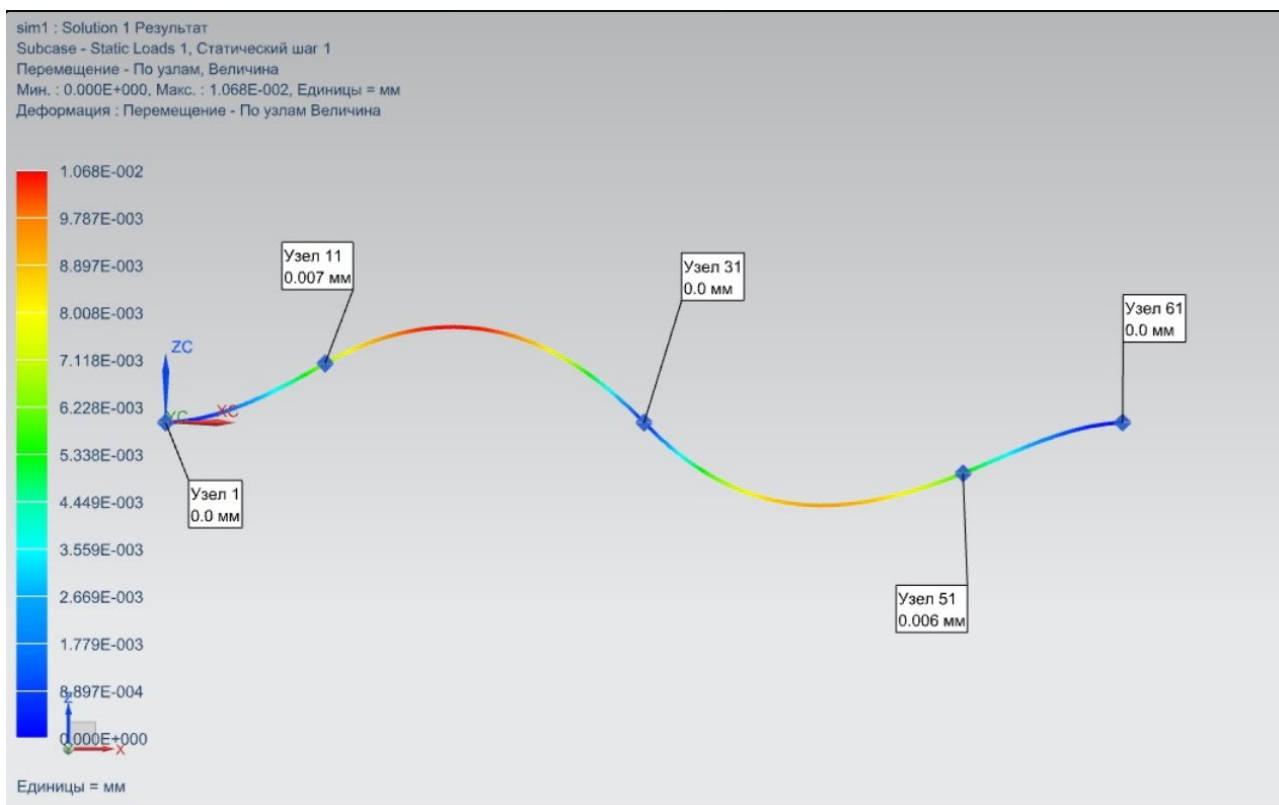 sim1 : Solution 1 Результат
Subcase - Static Loads 1, Статический шаг 1
Перемещение - По узлам, Величина
Мин. : 0.000E+000, Макс. : 1.068E-002, Единицы = мм
Деформация : Перемещение - По узлам Величина
1.068E-002
9.787E-003
8.897E-003
8.008E-003
7.118E-003
6.228E-003
5.338E-003
4.449E-003
3.559E-003
2.669E-003
1.779E-003
8.897E-004
0.000E+000
Узел 11
0.007 мм
Узел 31
0.0 мм
Узел 61
0.0 мм
ZC
YC
XC
Узел 1
0.0 мм
Узел 51
0.006 мм
Z
Y
X
Единицы = мм